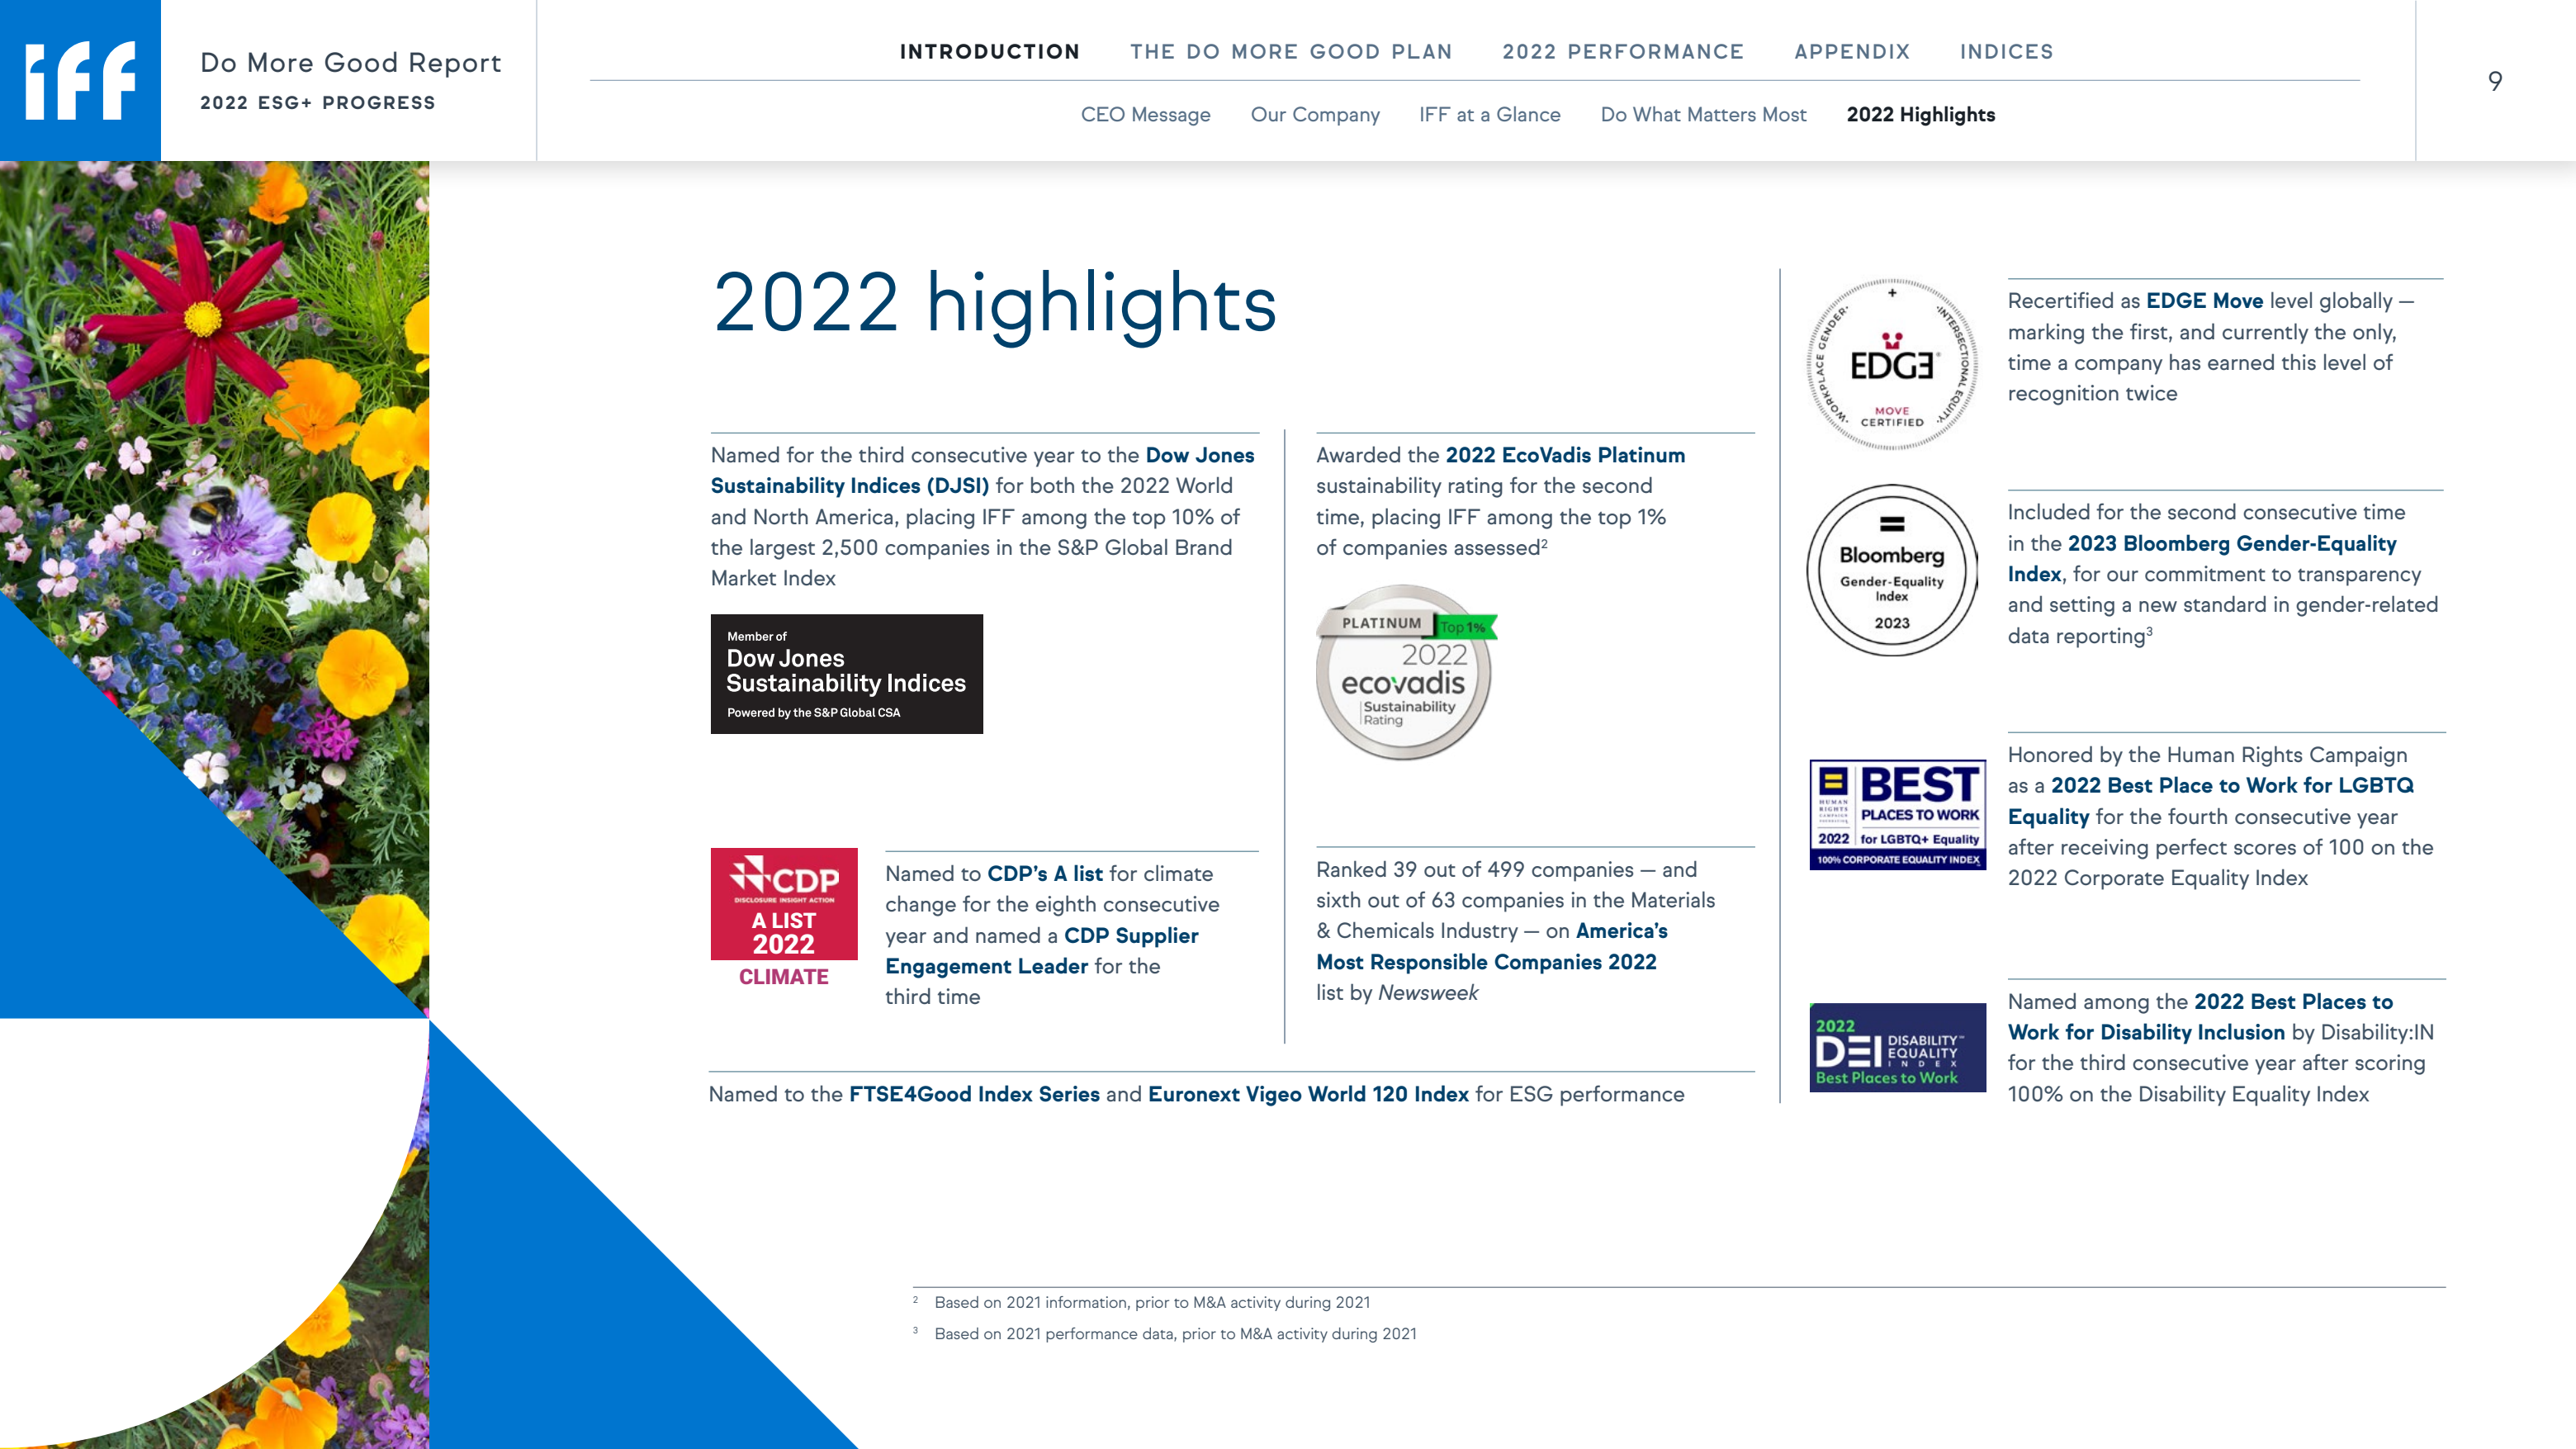 iff
Do More Good Report
2022 ESG+ PROGRESS
INTRODUCTION THE DO MORE GOOD PLAN 2022 PERFORMANCE APPENDIX INDICES
CEO Message Our Company IFF at a Glance Do What Matters Most 2022 Highlights
9
2022 highlights
Named for the third consecutive year to the Dow Jones
Sustainability Indices (DJSI) for both the 2022 World
and North America, placing IFF among the top 10% of
the largest 2,500 companies in the S&P Global Brand
Market Index
Member of
Dow Jones
Sustainability Indices
Powered by the S&P Global CSA
CDP
DISCLOSURE INSIGHT ACTION
A LIST
2022
CLIMATE
Named to CDP's A list for climate
change for the eighth consecutive
year and named a CDP Supplier
Engagement Leader for the
third time
Awarded the 2022 EcoVadis Platinum
sustainability rating for the second
time, placing IFF among the top 1%
of companies assessed²
PLATINUM Top 1%
2022
ecovadis
Sustainability
Rating
Ranked 39 out of 499 companies — and
sixth out of 63 companies in the Materials
& Chemicals Industry — on America's
Most Responsible Companies 2022
list by Newsweek
Named to the FTSE4Good Index Series and Euronext Vigeo World 120 Index for ESG performance
+
·WORKPLACE GENDER·
·INTERSECTIONAL EQUITY·
EDGE®
MOVE
CERTIFIED
Recertified as EDGE Move level globally —
marking the first, and currently the only,
time a company has earned this level of
recognition twice
Bloomberg
Gender-Equality
Index
2023
Included for the second consecutive time
in the 2023 Bloomberg Gender-Equality
Index, for our commitment to transparency
and setting a new standard in gender-related
data reporting³
HUMAN
RIGHTS
CAMPAIGN
BEST
PLACES TO WORK
2022 for LGBTQ+ Equality
100% CORPORATE EQUALITY INDEX
Honored by the Human Rights Campaign
as a 2022 Best Place to Work for LGBTQ
Equality for the fourth consecutive year
after receiving perfect scores of 100 on the
2022 Corporate Equality Index
2022
DEI DISABILITY™
EQUALITY
INDEX
Best Places to Work
Named among the 2022 Best Places to
Work for Disability Inclusion by Disability:IN
for the third consecutive year after scoring
100% on the Disability Equality Index
² Based on 2021 information, prior to M&A activity during 2021
³ Based on 2021 performance data, prior to M&A activity during 2021